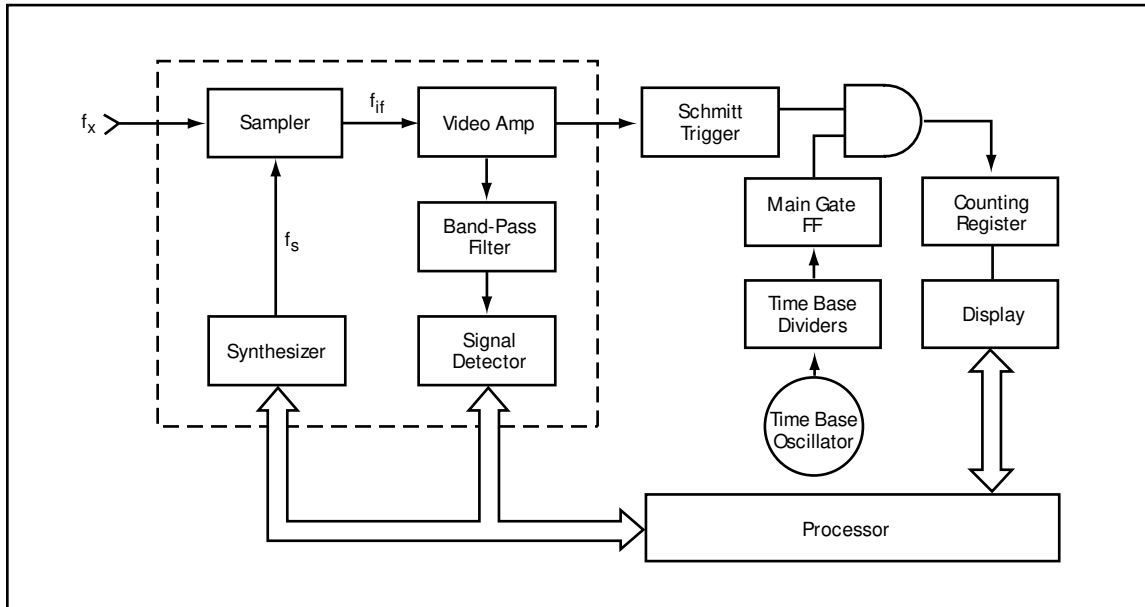 f_x
Sampler
f_if
Video Amp
Schmitt
Trigger
Main Gate
FF
Counting
Register
Band-Pass
Filter
f_s
Time Base
Dividers
Display
Synthesizer
Signal
Detector
Time Base
Oscillator
Processor